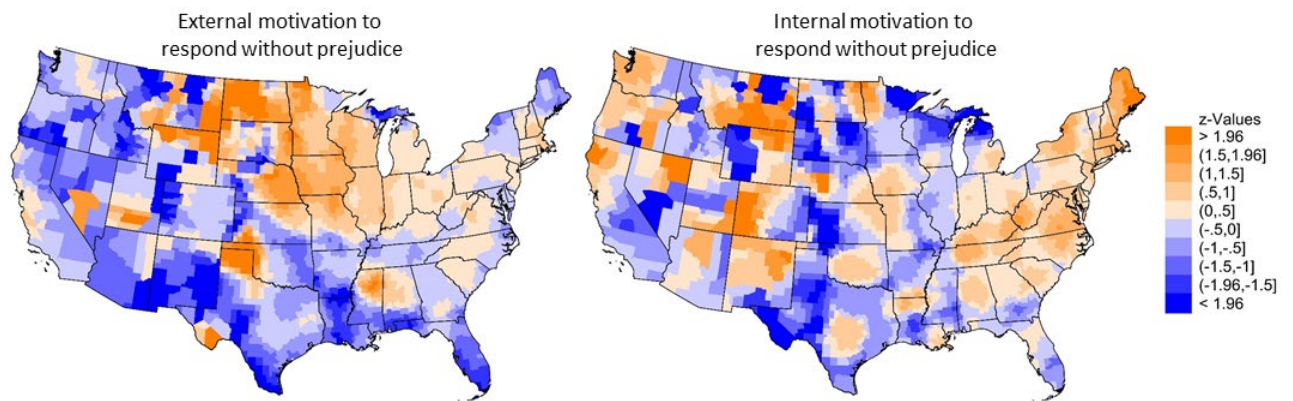 External motivation to
respond without prejudice
Internal motivation to
respond without prejudice
z-Values
> 1.96
(1.5,1.96]
(1,1.5]
(.5,1]
(0,.5]
(-.5,0]
(-1,-.5]
(-1.5,-1]
(-1.96,-1.5]
< 1.96